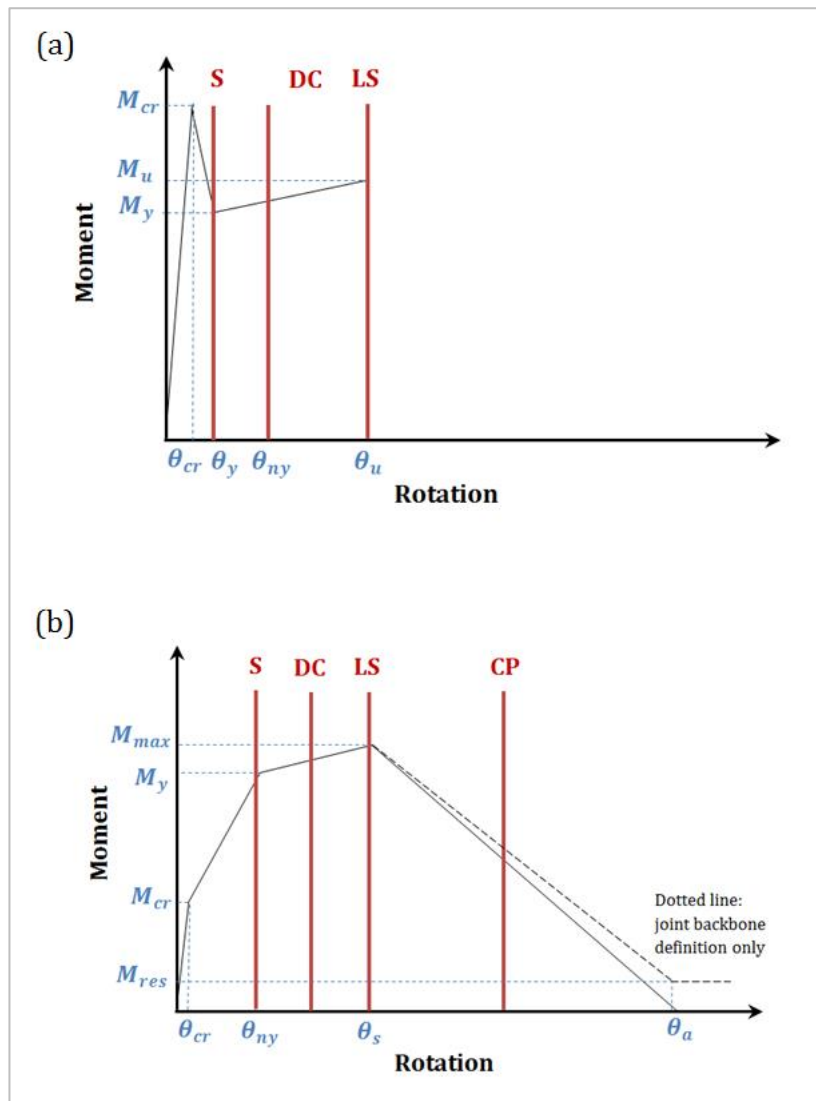 (a)
S DC LS
M_cr
M_u
M_y
Moment
θ_cr θ_y θ_ny θ_u
Rotation
(b)
S DC LS CP
M_max
M_y
M_cr
M_res
Moment
Dotted line:
joint backbone
definition only
θ_cr θ_ny θ_s θ_a
Rotation